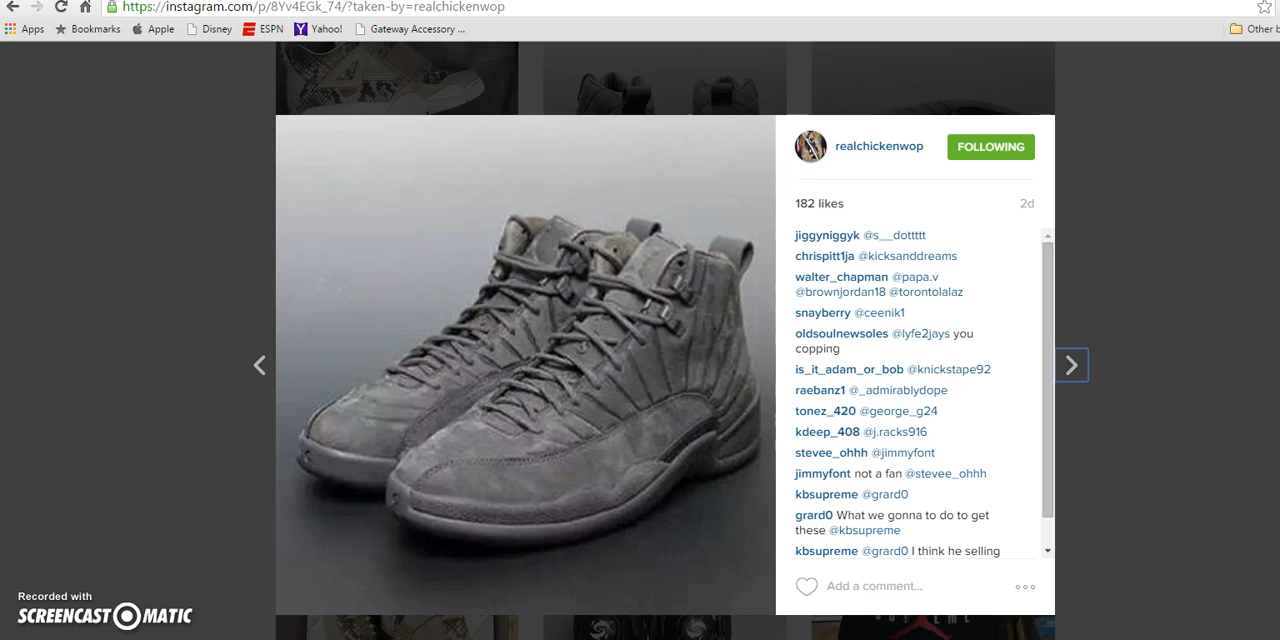 https://instagram.com/p/8Yv4EGk_74/?taken-by=realchickenwop
Apps Bookmarks Apple Disney ESPN Yahoo! Gateway Accessory ... Other b
realchickenwop FOLLOWING
182 likes 2d
jiggyniggyk @s__dottttt
chrispitt1ja @kicksanddreams
walter_chapman @papa.v
@brownjordan18 @torontolalaz
snayberry @ceenik1
oldsoulnewsoles @lyfe2jays you
copping
is_it_adam_or_bob @knickstape92
raebanz1 @_admirablydope
tonez_420 @george_g24
kdeep_408 @j.racks916
stevee_ohhh @jimmyfont
jimmyfont not a fan @stevee_ohhh
kbsupreme @grard0
grard0 What we gonna to do to get
these @kbsupreme
kbsupreme @grard0 I think he selling
Add a comment...
Recorded with
SCREENCAST-O-MATIC